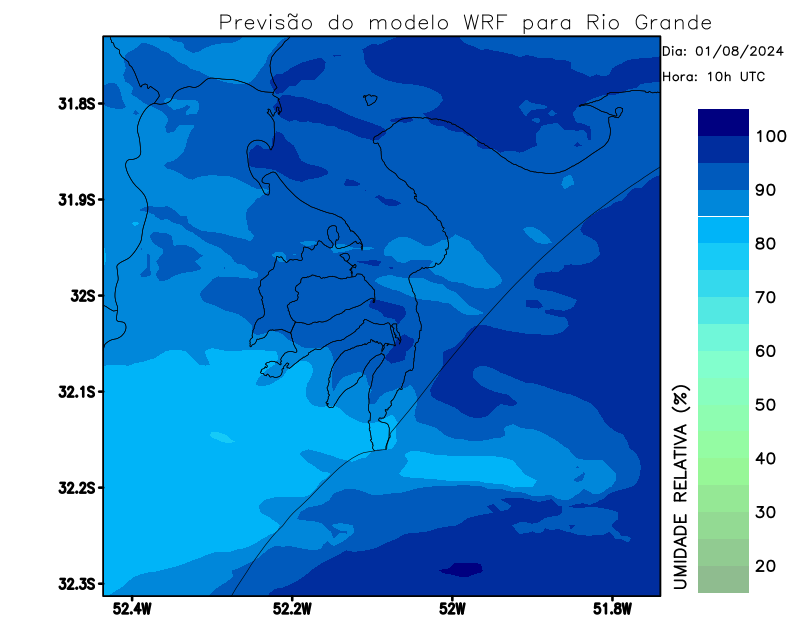 Previsão do modelo WRF para Rio Grande
Dia: 01/08/2024
Hora: 10h UTC
31.8S
31.9S
32S
32.1S
32.2S
32.3S
52.4W
52.2W
52W
51.8W
100
90
80
70
60
50
40
30
20
UMIDADE RELATIVA (%)